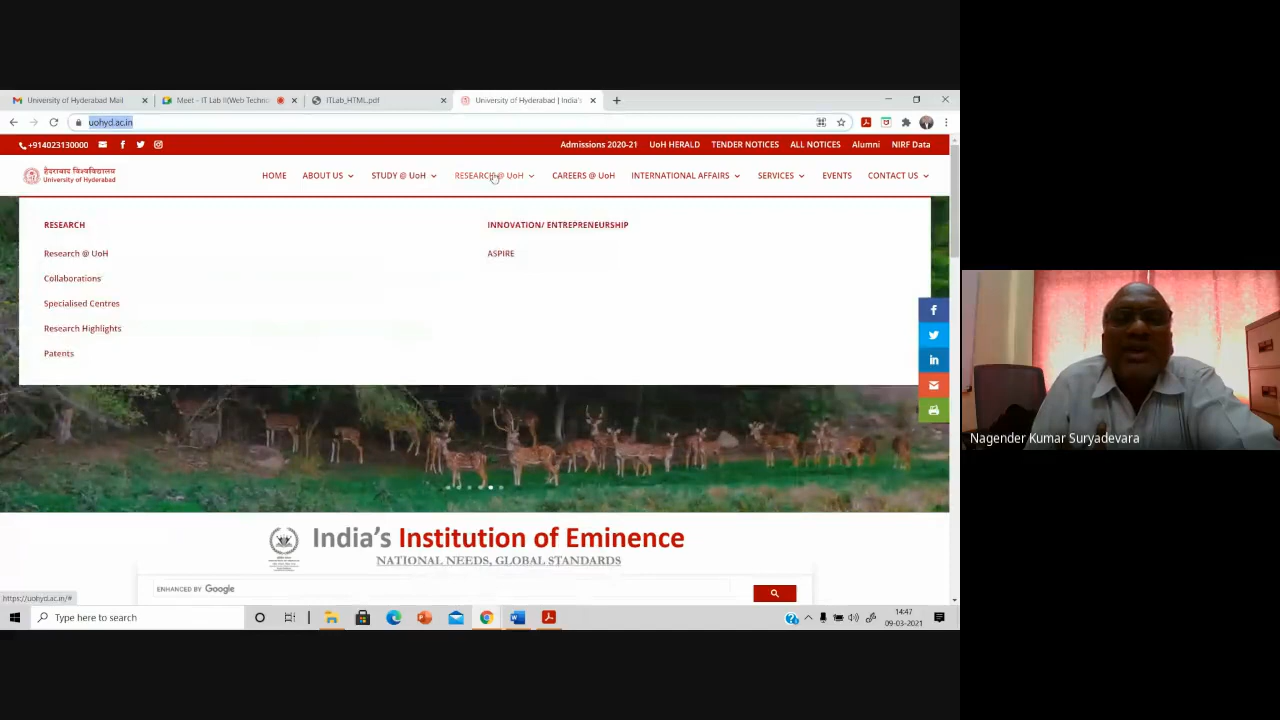 University of Hyderabad Mail
Meet - IT Lab II(Web Techno
ITLab_HTML.pdf
University of Hyderabad | India's
uohyd.ac.in
+914023130000
Admissions 2020-21
UoH HERALD
TENDER NOTICES
ALL NOTICES
Alumni
NIRF Data
हैदराबाद विश्वविद्यालय
University of Hyderabad
HOME
ABOUT US
STUDY @ UoH
RESEARCH @ UoH
CAREERS @ UoH
INTERNATIONAL AFFAIRS
SERVICES
EVENTS
CONTACT US
RESEARCH
INNOVATION/ ENTREPRENEURSHIP
Research @ UoH
ASPIRE
Collaborations
Specialised Centres
Research Highlights
Patents
Nagender Kumar Suryadevara
India's Institution of Eminence
NATIONAL NEEDS, GLOBAL STANDARDS
ENHANCED BY Google
https://uohyd.ac.in/#
Type here to search
14:47
09-03-2021